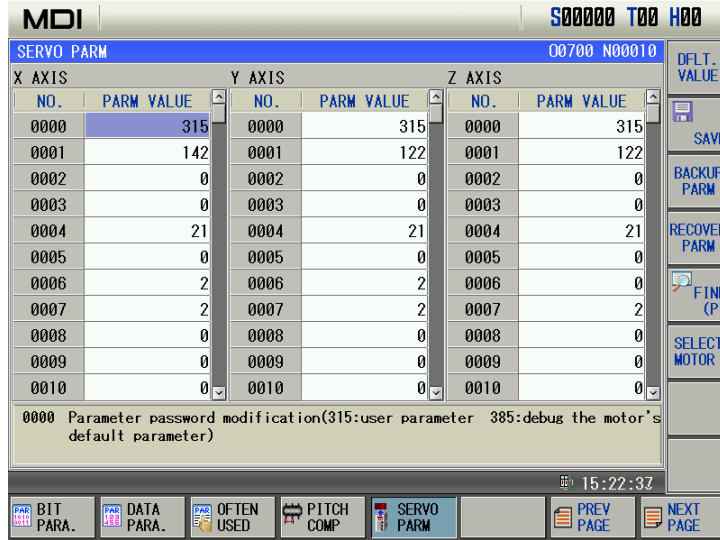 MDI S00000 T00 H00
SERVO PARM O0700 N00010
X AXIS Y AXIS Z AXIS
NO. PARM VALUE NO. PARM VALUE NO. PARM VALUE
0000 315 0000 315 0000 315
0001 142 0001 122 0001 122
0002 0 0002 0 0002 0
0003 0 0003 0 0003 0
0004 21 0004 21 0004 21
0005 0 0005 0 0005 0
0006 2 0006 2 0006 0
0007 2 0007 2 0007 2
0008 0 0008 0 0008 0
0009 0 0009 0 0009 0
0010 0 0010 0 0010 0
0000 Parameter password modification(315:user parameter 385:debug the motor's
default parameter)
15:22:37
DFLT.
VALUE
SAV
BACKUP
PARM
RECOVE
PARM
FIN
(P
SELECT
MOTOR
BIT
PARA.
DATA
PARA.
OFTEN
USED
PITCH
COMP
SERVO
PARM
PREV
PAGE
NEXT
PAGE